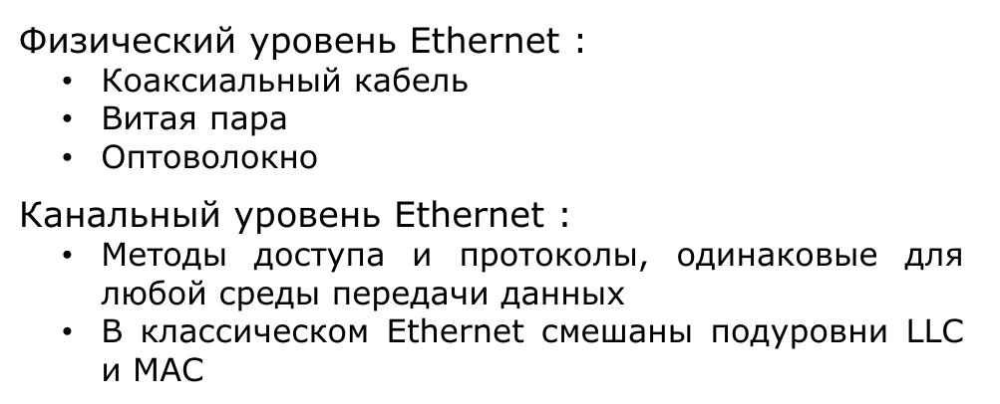 Физический уровень Ethernet :
• Коаксиальный кабель
• Витая пара
• Оптоволокно
Канальный уровень Ethernet :
• Методы доступа и протоколы, одинаковые для
любой среды передачи данных
• В классическом Ethernet смешаны подуровни LLC
и MAC